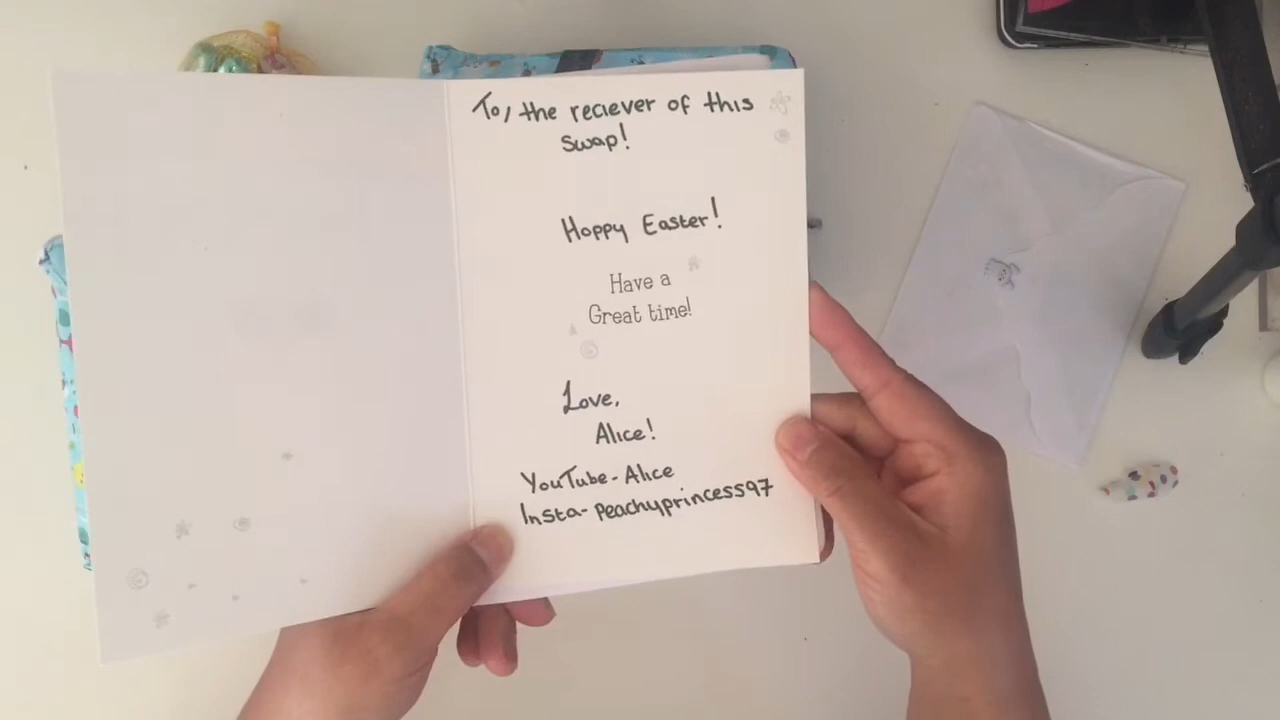 To, the reciever of this
Swap!
Hoppy Easter!
Have a
Great time!
Love,
Alice!
YouTube-Alice
Insta-Peachyprincess97